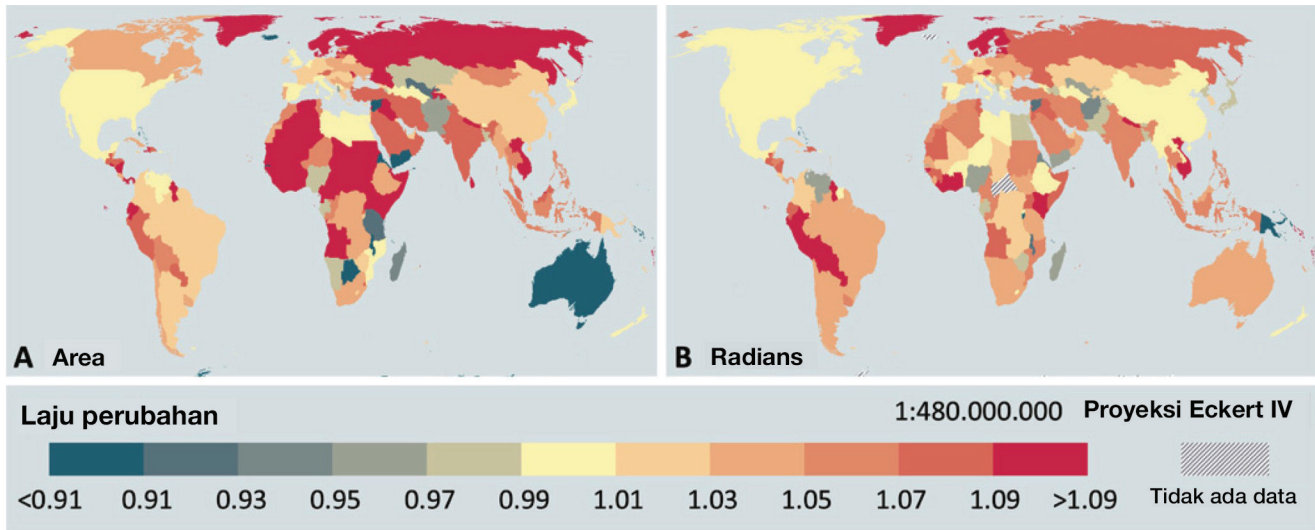 A Area
B Radians
Laju perubahan
1:480.000.000 Proyeksi Eckert IV
<0.91 0.91 0.93 0.95 0.97 0.99 1.01 1.03 1.05 1.07 1.09 >1.09
Tidak ada data